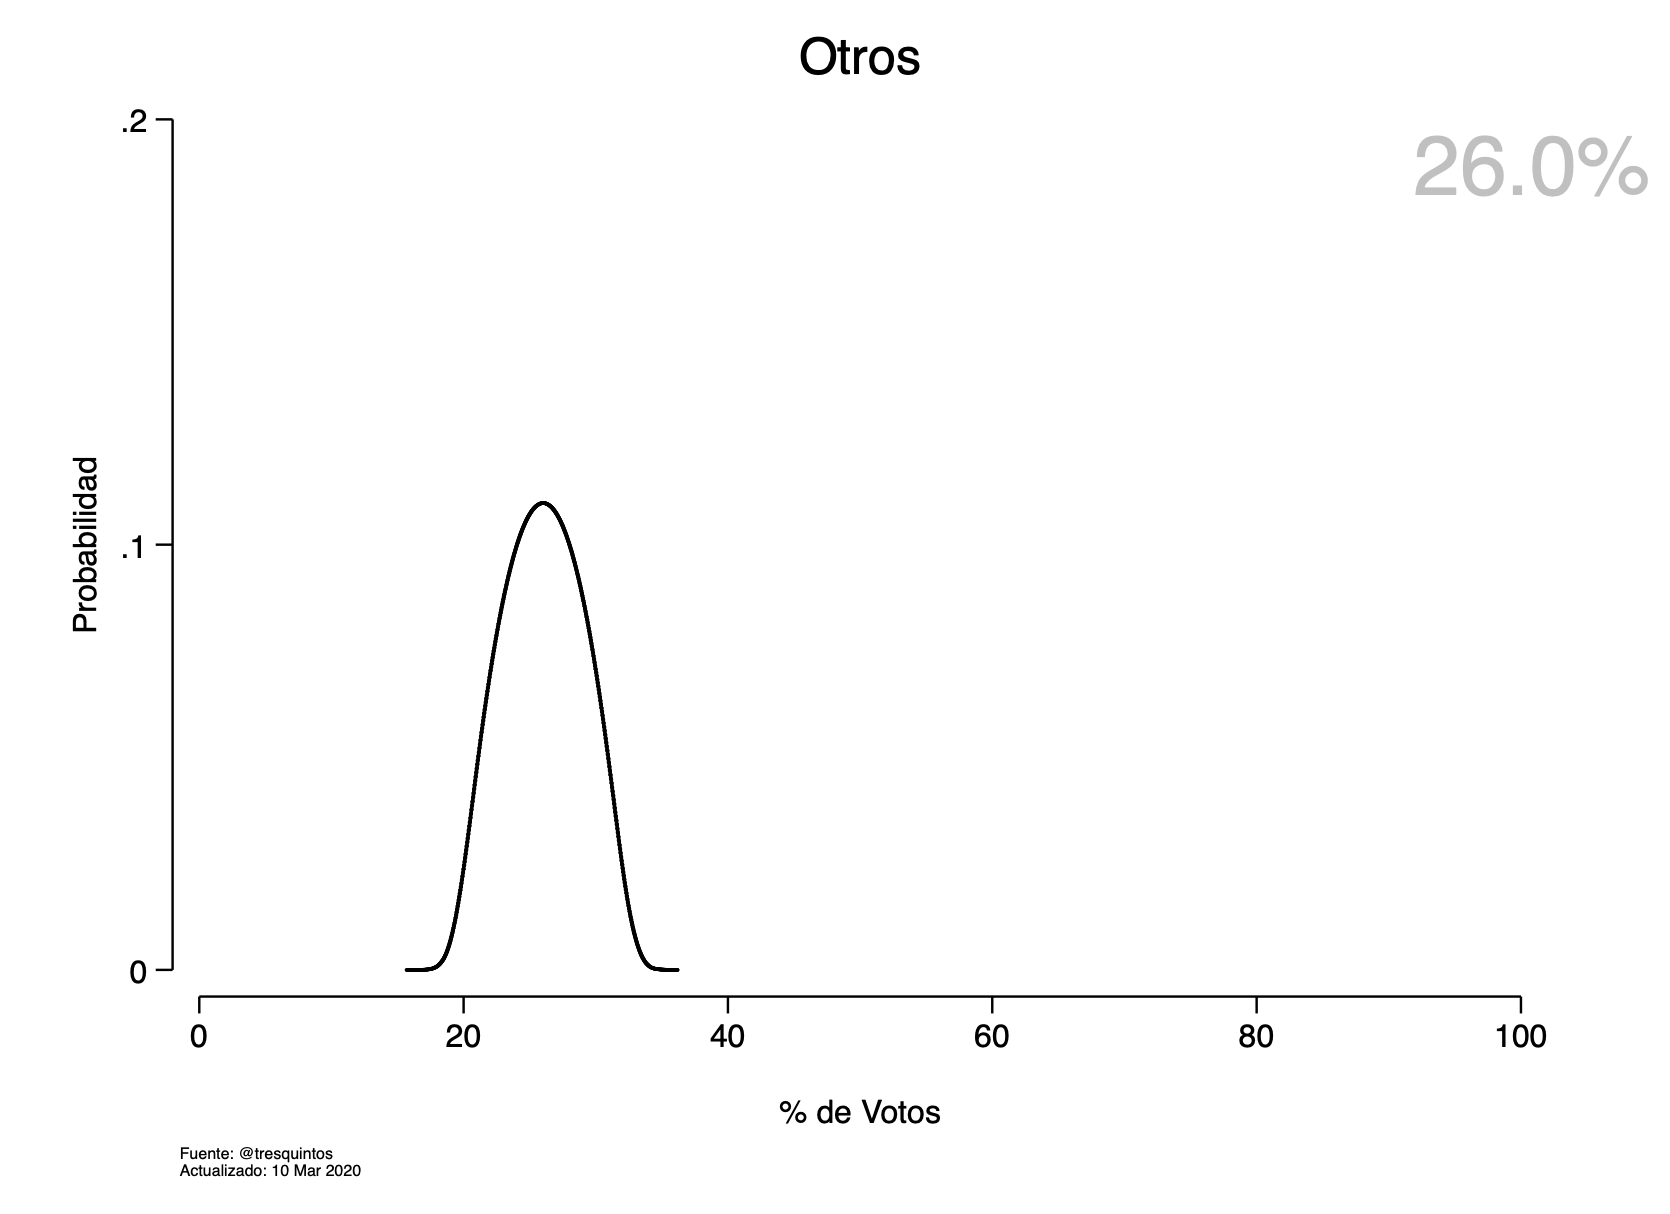 Otros
26.0%
.2
.1
0
Probabilidad
0 20 40 60 80 100
% de Votos
Fuente: @tresquintos
Actualizado: 10 Mar 2020